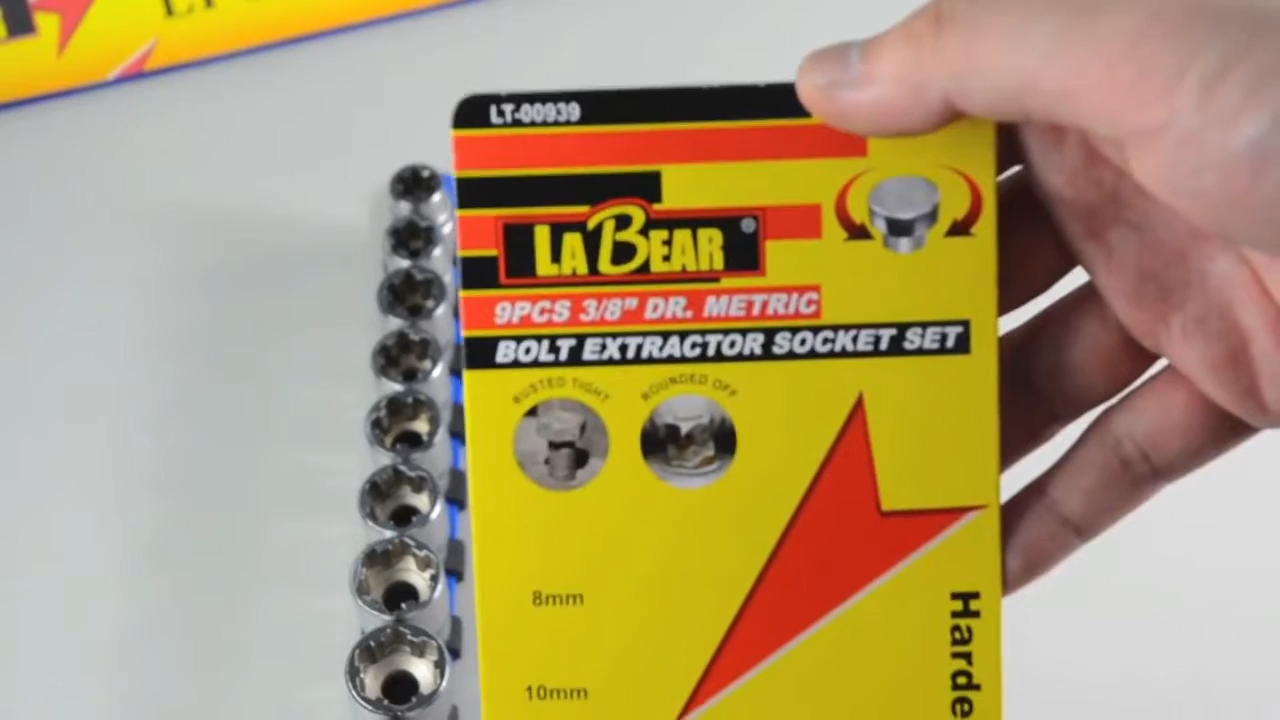 LT-00939
LA BEAR ®
9PCS 3/8" DR. METRIC
BOLT EXTRACTOR SOCKET SET
RUSTED TIGHT
ROUNDED OFF
8mm
10mm
Harde